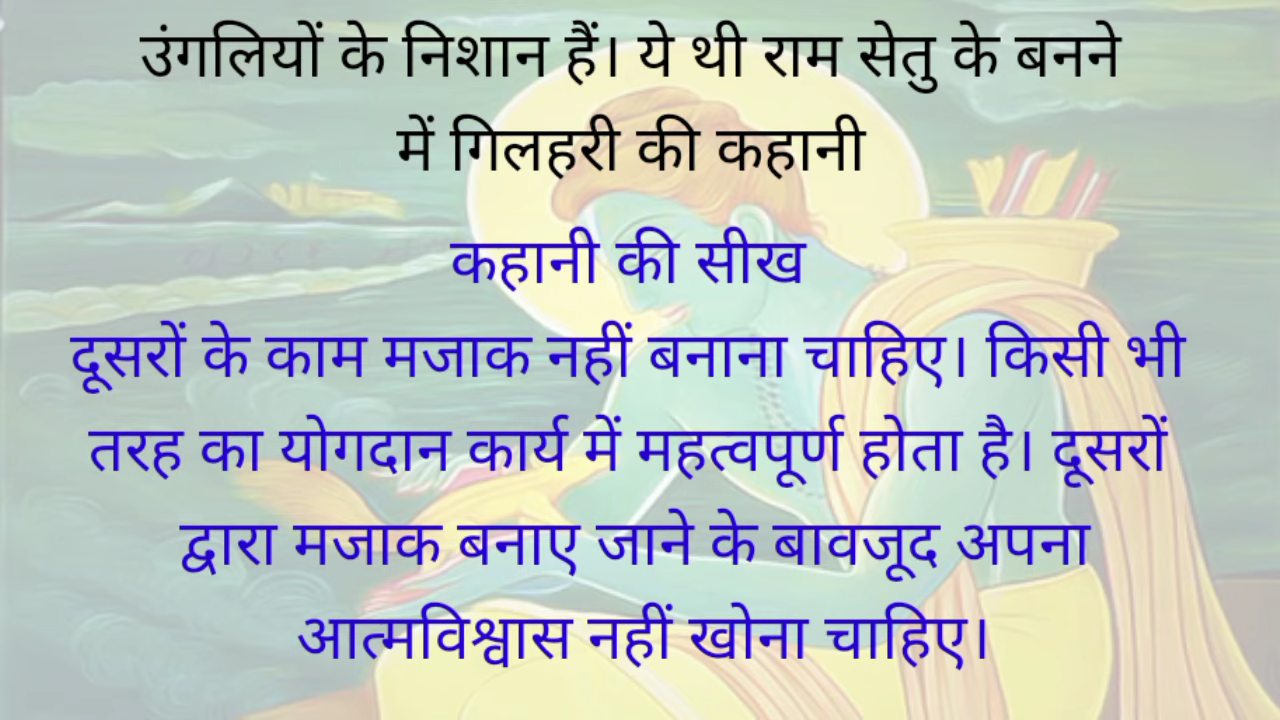 उंगलियों के निशान हैं। ये थी राम सेतु के बनने
में गिलहरी की कहानी
कहानी की सीख
दूसरों के काम मजाक नहीं बनाना चाहिए। किसी भी
तरह का योगदान कार्य में महत्वपूर्ण होता है। दूसरों
द्वारा मजाक बनाए जाने के बावजूद अपना
आत्मविश्वास नहीं खोना चाहिए।